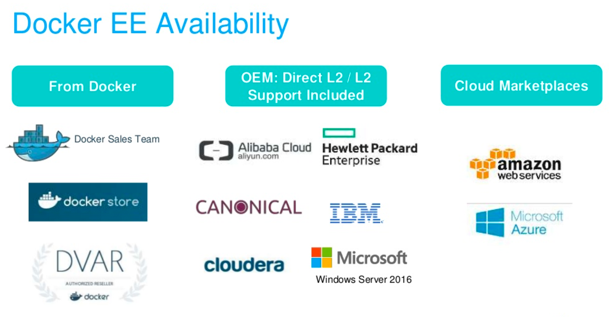 Docker EE Availability
From Docker
OEM: Direct L2 / L2
Support Included
Cloud Marketplaces
Docker Sales Team
docker store
DVAR
AUTHORIZED RESELLER
docker
Alibaba Cloud
aliyun.com
Hewlett Packard
Enterprise
CANONICAL
IBM
cloudera
Microsoft
Windows Server 2016
amazon
web services
Microsoft
Azure